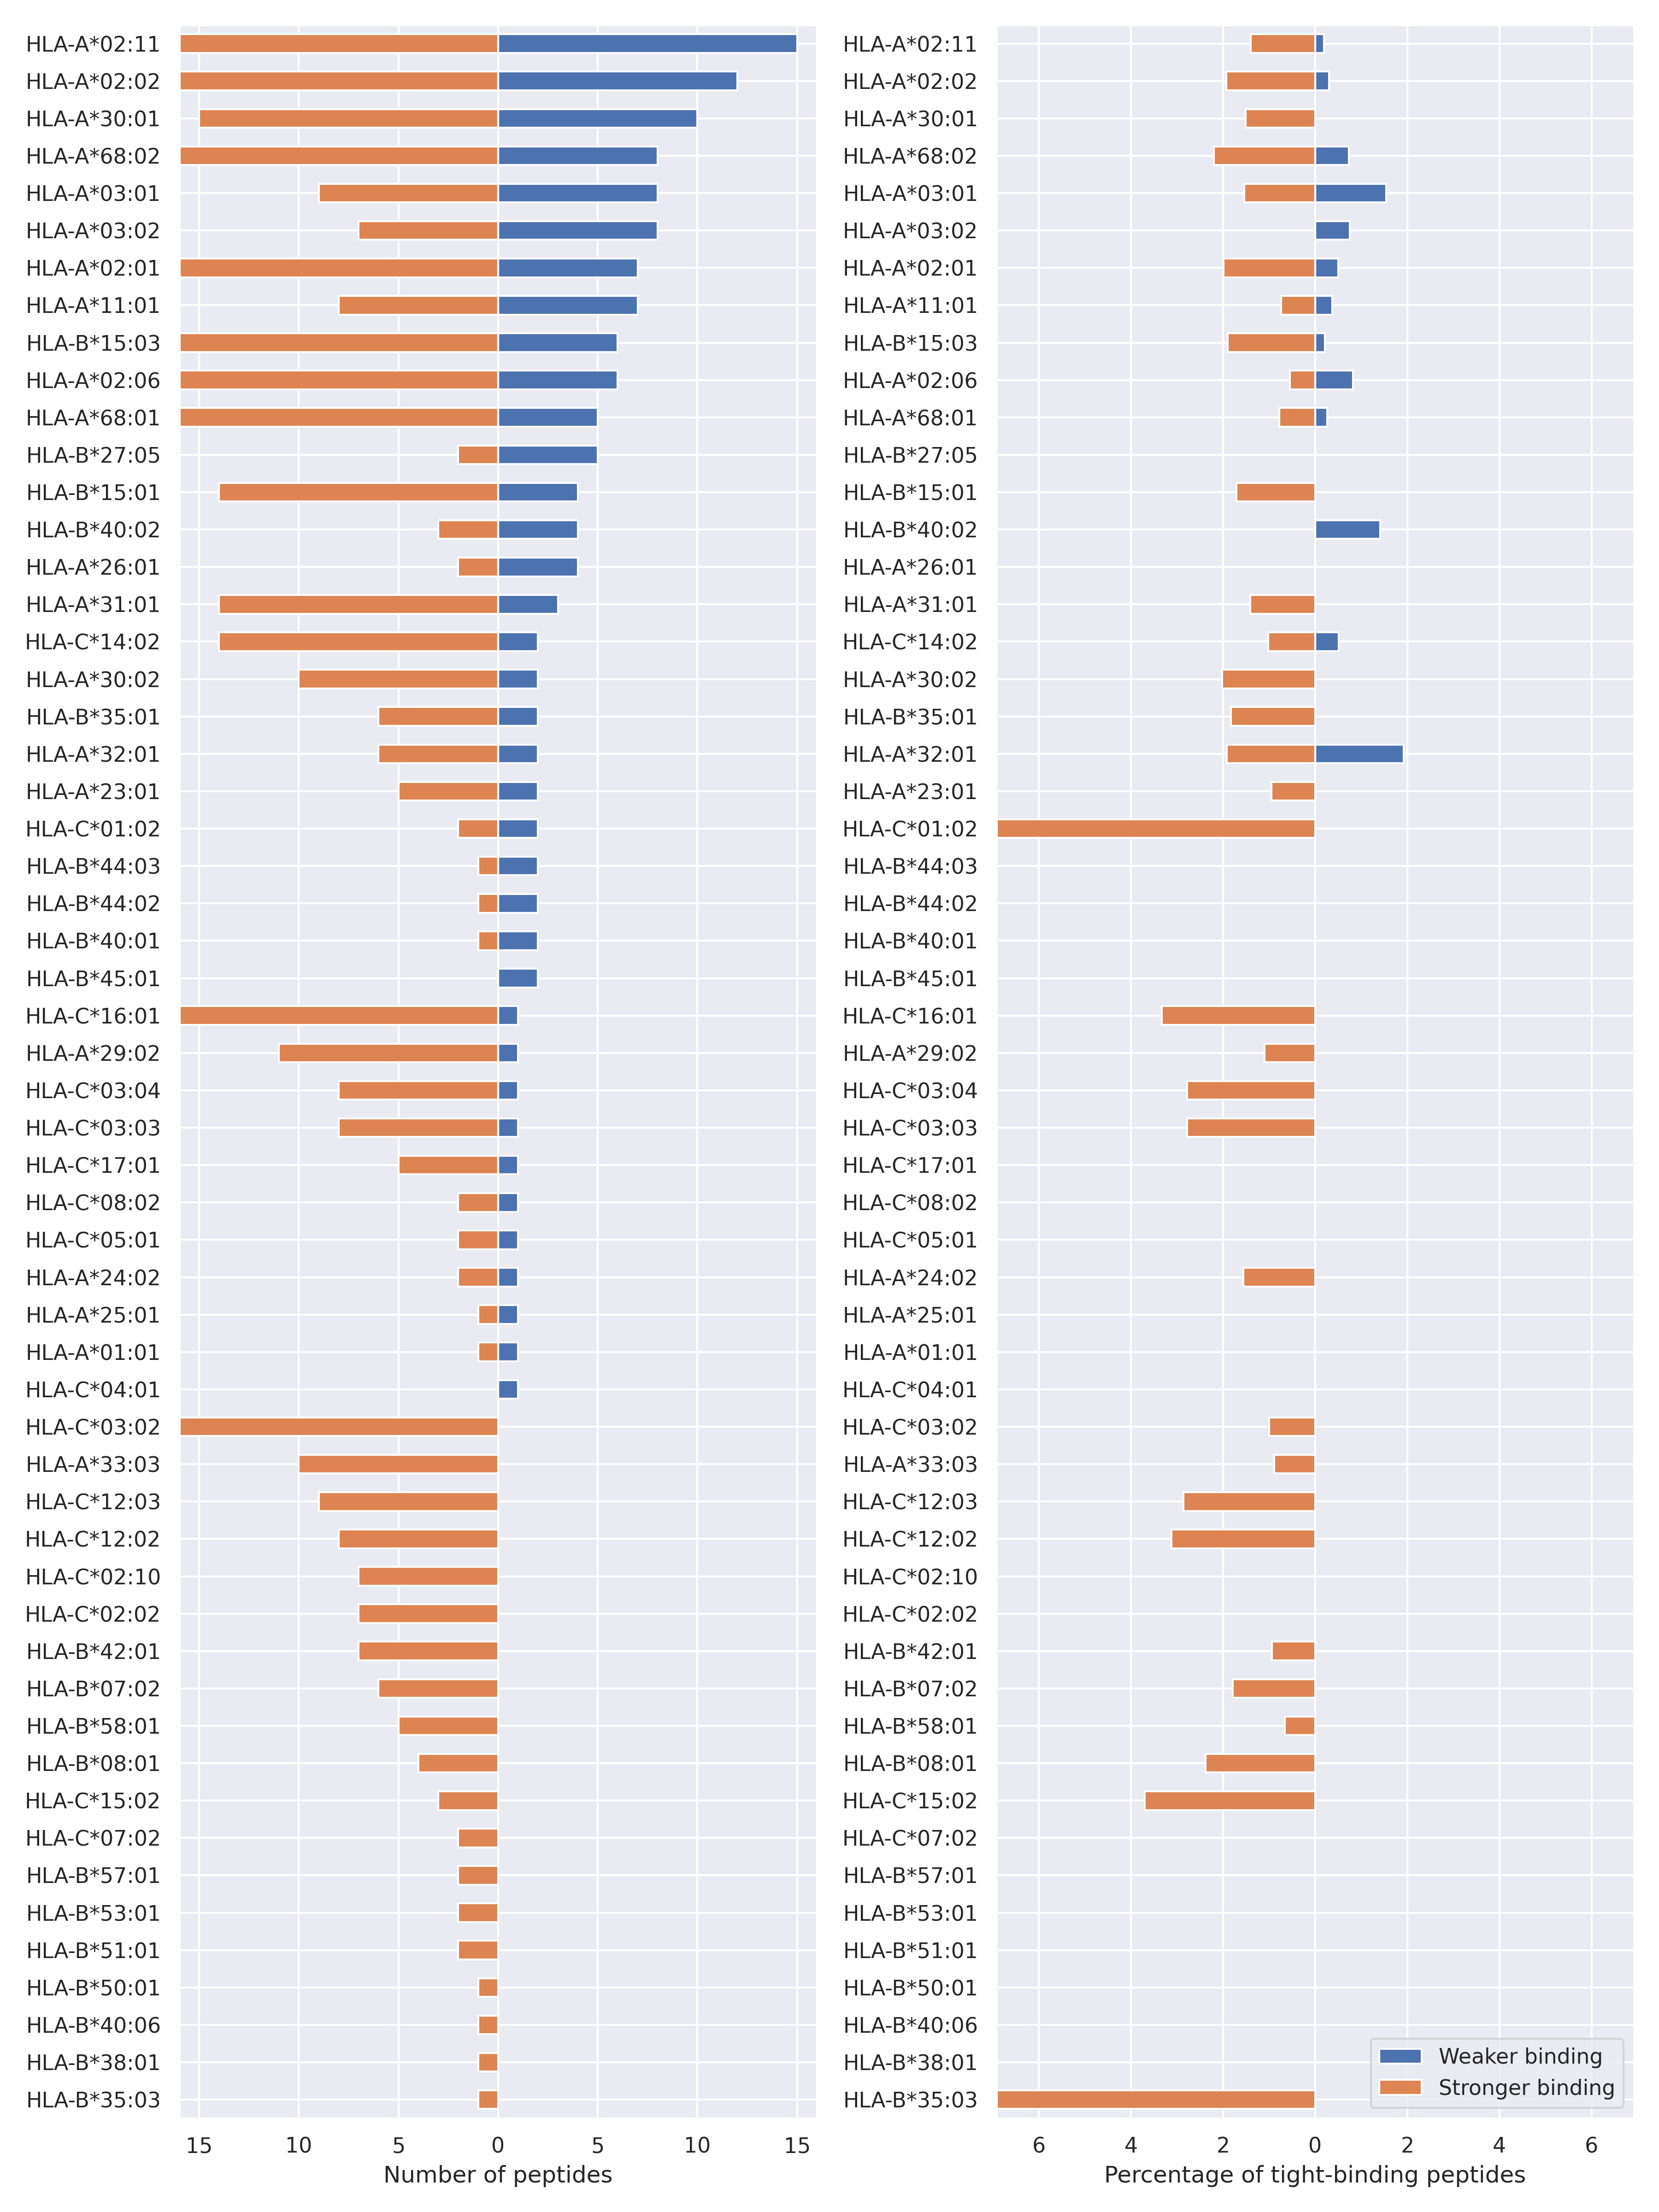 HLA-A*02:11
HLA-A*02:02
HLA-A*30:01
HLA-A*68:02
HLA-A*03:01
HLA-A*03:02
HLA-A*02:01
HLA-A*11:01
HLA-B*15:03
HLA-A*02:06
HLA-A*68:01
HLA-B*27:05
HLA-B*15:01
HLA-B*40:02
HLA-A*26:01
HLA-A*31:01
HLA-C*14:02
HLA-A*30:02
HLA-B*35:01
HLA-A*32:01
HLA-A*23:01
HLA-C*01:02
HLA-B*44:03
HLA-B*44:02
HLA-B*40:01
HLA-B*45:01
HLA-C*16:01
HLA-A*29:02
HLA-C*03:04
HLA-C*03:03
HLA-C*17:01
HLA-C*08:02
HLA-C*05:01
HLA-A*24:02
HLA-A*25:01
HLA-A*01:01
HLA-C*04:01
HLA-C*03:02
HLA-A*33:03
HLA-C*12:03
HLA-C*12:02
HLA-C*02:10
HLA-C*02:02
HLA-B*42:01
HLA-B*07:02
HLA-B*58:01
HLA-B*08:01
HLA-C*15:02
HLA-C*07:02
HLA-B*57:01
HLA-B*53:01
HLA-B*51:01
HLA-B*50:01
HLA-B*40:06
HLA-B*38:01
HLA-B*35:03
15 10 5 0 5 10 15
Number of peptides
HLA-A*02:11
HLA-A*02:02
HLA-A*30:01
HLA-A*68:02
HLA-A*03:01
HLA-A*03:02
HLA-A*02:01
HLA-A*11:01
HLA-B*15:03
HLA-A*02:06
HLA-A*68:01
HLA-B*27:05
HLA-B*15:01
HLA-B*40:02
HLA-A*26:01
HLA-A*31:01
HLA-C*14:02
HLA-A*30:02
HLA-B*35:01
HLA-A*32:01
HLA-A*23:01
HLA-C*01:02
HLA-B*44:03
HLA-B*44:02
HLA-B*40:01
HLA-B*45:01
HLA-C*16:01
HLA-A*29:02
HLA-C*03:04
HLA-C*03:03
HLA-C*17:01
HLA-C*08:02
HLA-C*05:01
HLA-A*24:02
HLA-A*25:01
HLA-A*01:01
HLA-C*04:01
HLA-C*03:02
HLA-A*33:03
HLA-C*12:03
HLA-C*12:02
HLA-C*02:10
HLA-C*02:02
HLA-B*42:01
HLA-B*07:02
HLA-B*58:01
HLA-B*08:01
HLA-C*15:02
HLA-C*07:02
HLA-B*57:01
HLA-B*53:01
HLA-B*51:01
HLA-B*50:01
HLA-B*40:06
HLA-B*38:01
HLA-B*35:03
Weaker binding
Stronger binding
6 4 2 0 2 4 6
Percentage of tight-binding peptides